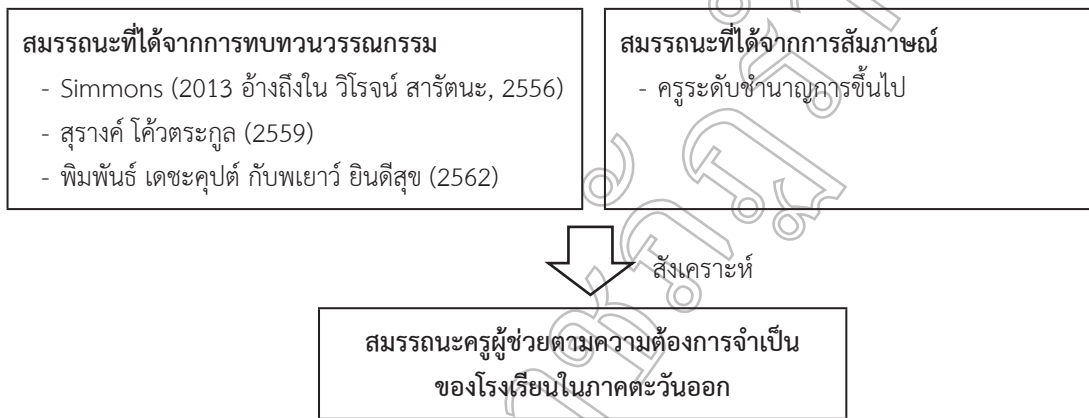 สมรรถนะที่ได้จากการทบทวนวรรณกรรม
- Simmons (2013 อ้างถึงใน วิโรจน์ สารัตนะ, 2556)
- สุรางค์ โค้วตระกูล (2559)
- พิมพันธ์ เดชะคุปต์ กับพเยาว์ ยินดีสุข (2562)
สมรรถนะที่ได้จากการสัมภาษณ์
- ครูระดับชำนาญการขึ้นไป
สังเคราะห์
สมรรถนะครูผู้ช่วยตามความต้องการจำเป็น
ของโรงเรียนในภาคตะวันออก